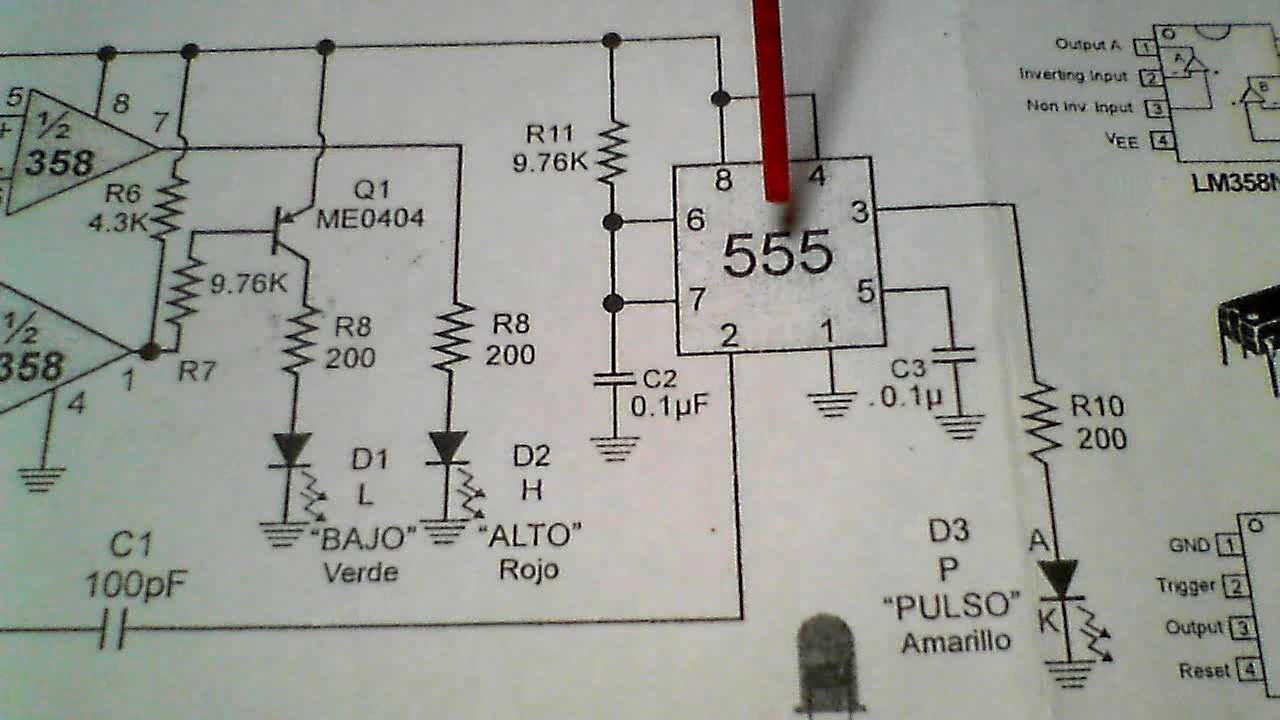 5
+
1/2
358
8
7
R6
4.3K
Q1
ME0404
9.76K
R7
1/2
358
1
4
R8
200
R8
200
D1
L
"BAJO"
Verde
D2
H
"ALTO"
Rojo
C1
100pF
R11
9.76K
C2
0.1µF
8
4
6
3
555
7
5
2
1
C3
.0.1µ
R10
200
D3
P
"PULSO"
Amarillo
A
K
Output A 1
Inverting Input 2
Non Inv. Input 3
VEE 4
A
B
LM358N
GND 1
Trigger 2
Output 3
Reset 4